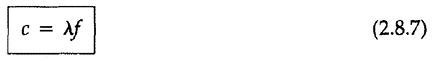 c = λf (2.8.7)